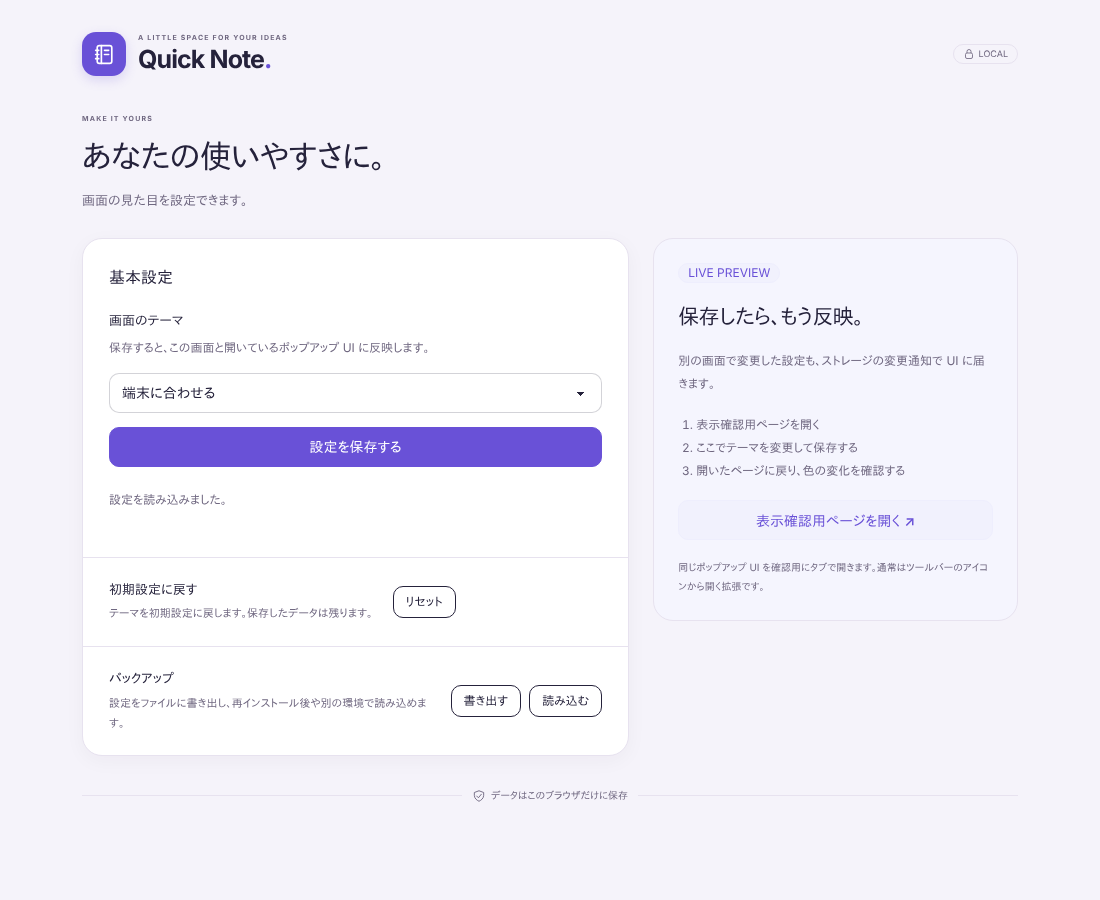 A LITTLE SPACE FOR YOUR IDEAS
Quick Note.
LOCAL
MAKE IT YOURS
あなたの使いやすさに。
画面の見た目を設定できます。
基本設定
画面のテーマ
保存すると、この画面と開いているポップアップ UI に反映します。
端末に合わせる
設定を保存する
設定を読み込みました。
初期設定に戻す
テーマを初期設定に戻します。保存したデータは残ります。
リセット
バックアップ
設定をファイルに書き出し、再インストール後や別の環境で読み込めま
す。
書き出す
読み込む
LIVE PREVIEW
保存したら、もう反映。
別の画面で変更した設定も、ストレージの変更通知で UI に届
きます。
1. 表示確認用ページを開く
2. ここでテーマを変更して保存する
3. 開いたページに戻り、色の変化を確認する
表示確認用ページを開く
同じポップアップ UI を確認用にタブで開きます。通常はツールバーのアイコ
ンから開く拡張です。
データはこのブラウザだけに保存